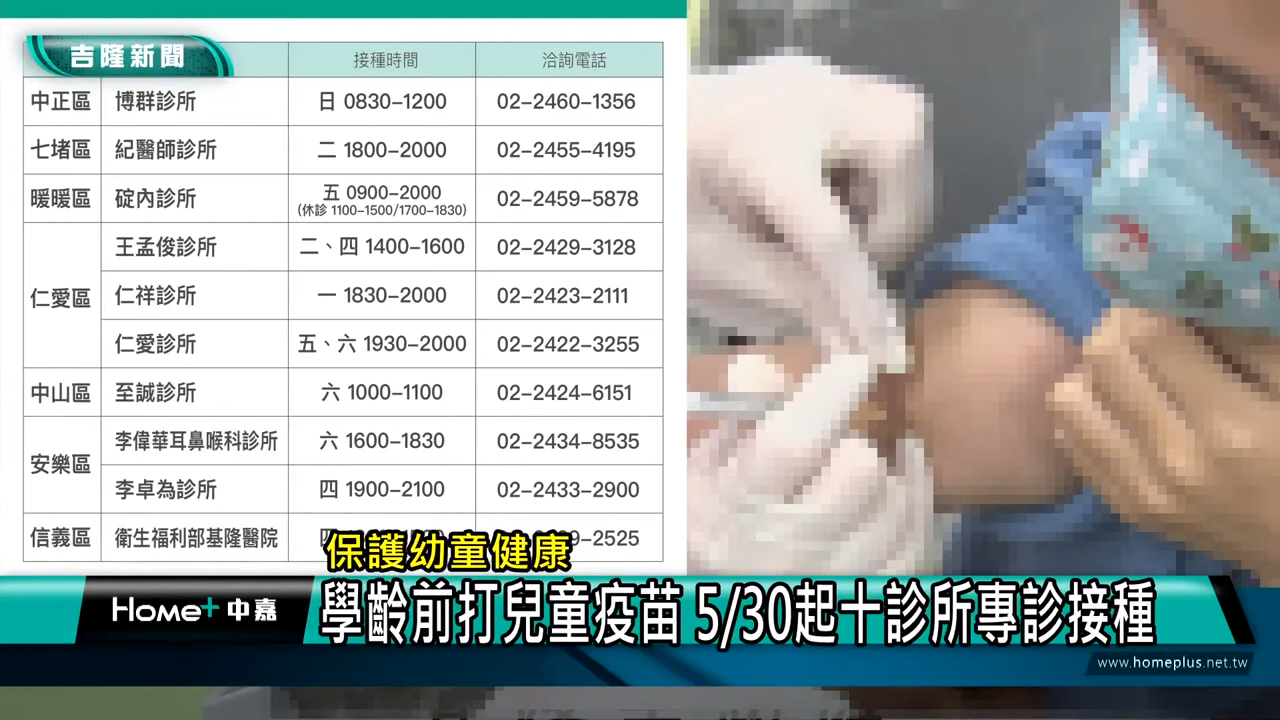 吉隆新聞
接種時間 洽詢電話
中正區 博群診所 日 0830-1200 02-2460-1356
七堵區 紀醫師診所 二 1800-2000 02-2455-4195
暖暖區 碇內診所 五 0900-2000 02-2459-5878
(休診 1100-1500/1700-1830)
仁愛區 王孟俊診所 二、四 1400-1600 02-2429-3128
仁祥診所 一 1830-2000 02-2423-2111
仁愛診所 五、六 1930-2000 02-2422-3255
中山區 至誠診所 六 1000-1100 02-2424-6151
安樂區 李偉華耳鼻喉科診所 六 1600-1830 02-2434-8535
李卓為診所 四 1900-2100 02-2433-2900
信義區 衛生福利部基隆醫院 9-2525
保護幼童健康
Home+中嘉
學齡前打兒童疫苗 5/30起十診所專診接種
www.homeplus.net.tw